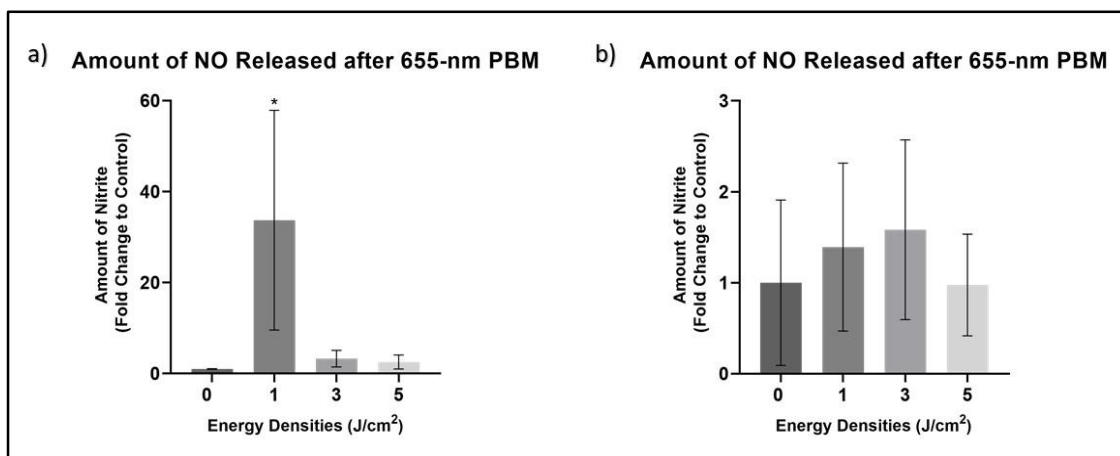 a) Amount of NO Released after 655-nm PBM
Amount of Nitrite
(Fold Change to Control)
60
40
20
0
*
0 1 3 5
Energy Densities (J/cm²)
b) Amount of NO Released after 655-nm PBM
Amount of Nitrite
(Fold Change to Control)
3
2
1
0
0 1 3 5
Energy Densities (J/cm²)